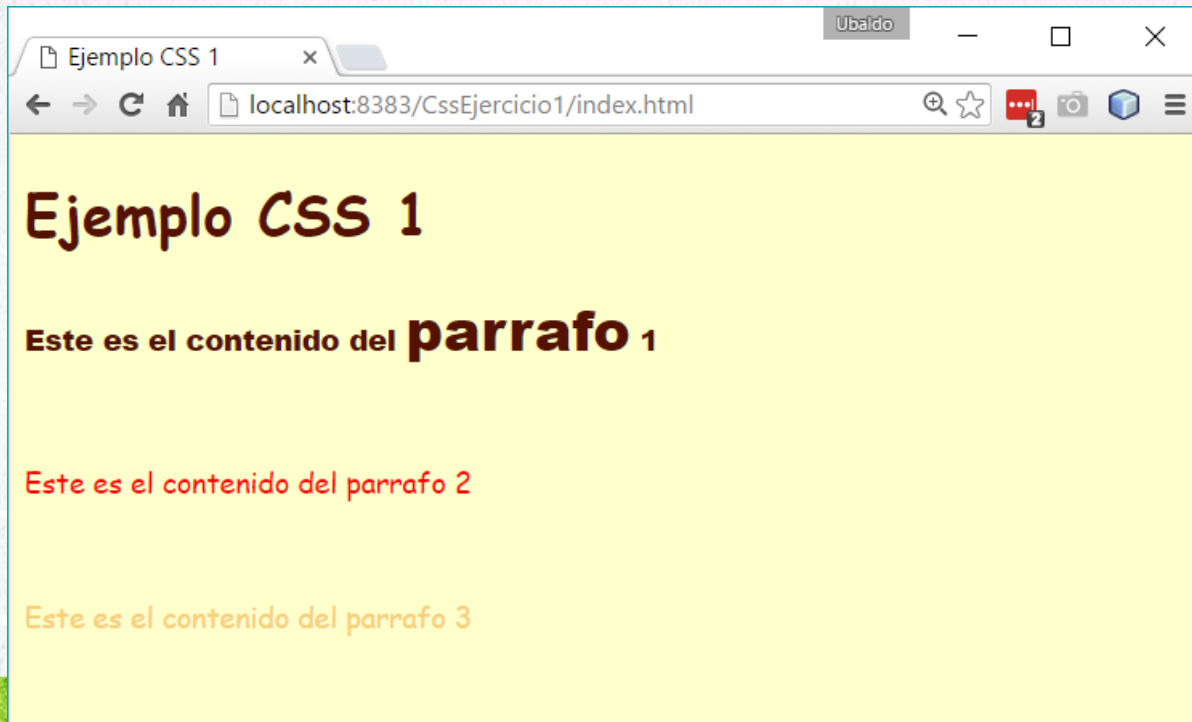 Ubaldo
Ejemplo CSS 1
localhost:8383/CssEjercicio1/index.html
2
Ejemplo CSS 1
Este es el contenido del parrafo 1
Este es el contenido del parrafo 2
Este es el contenido del parrafo 3